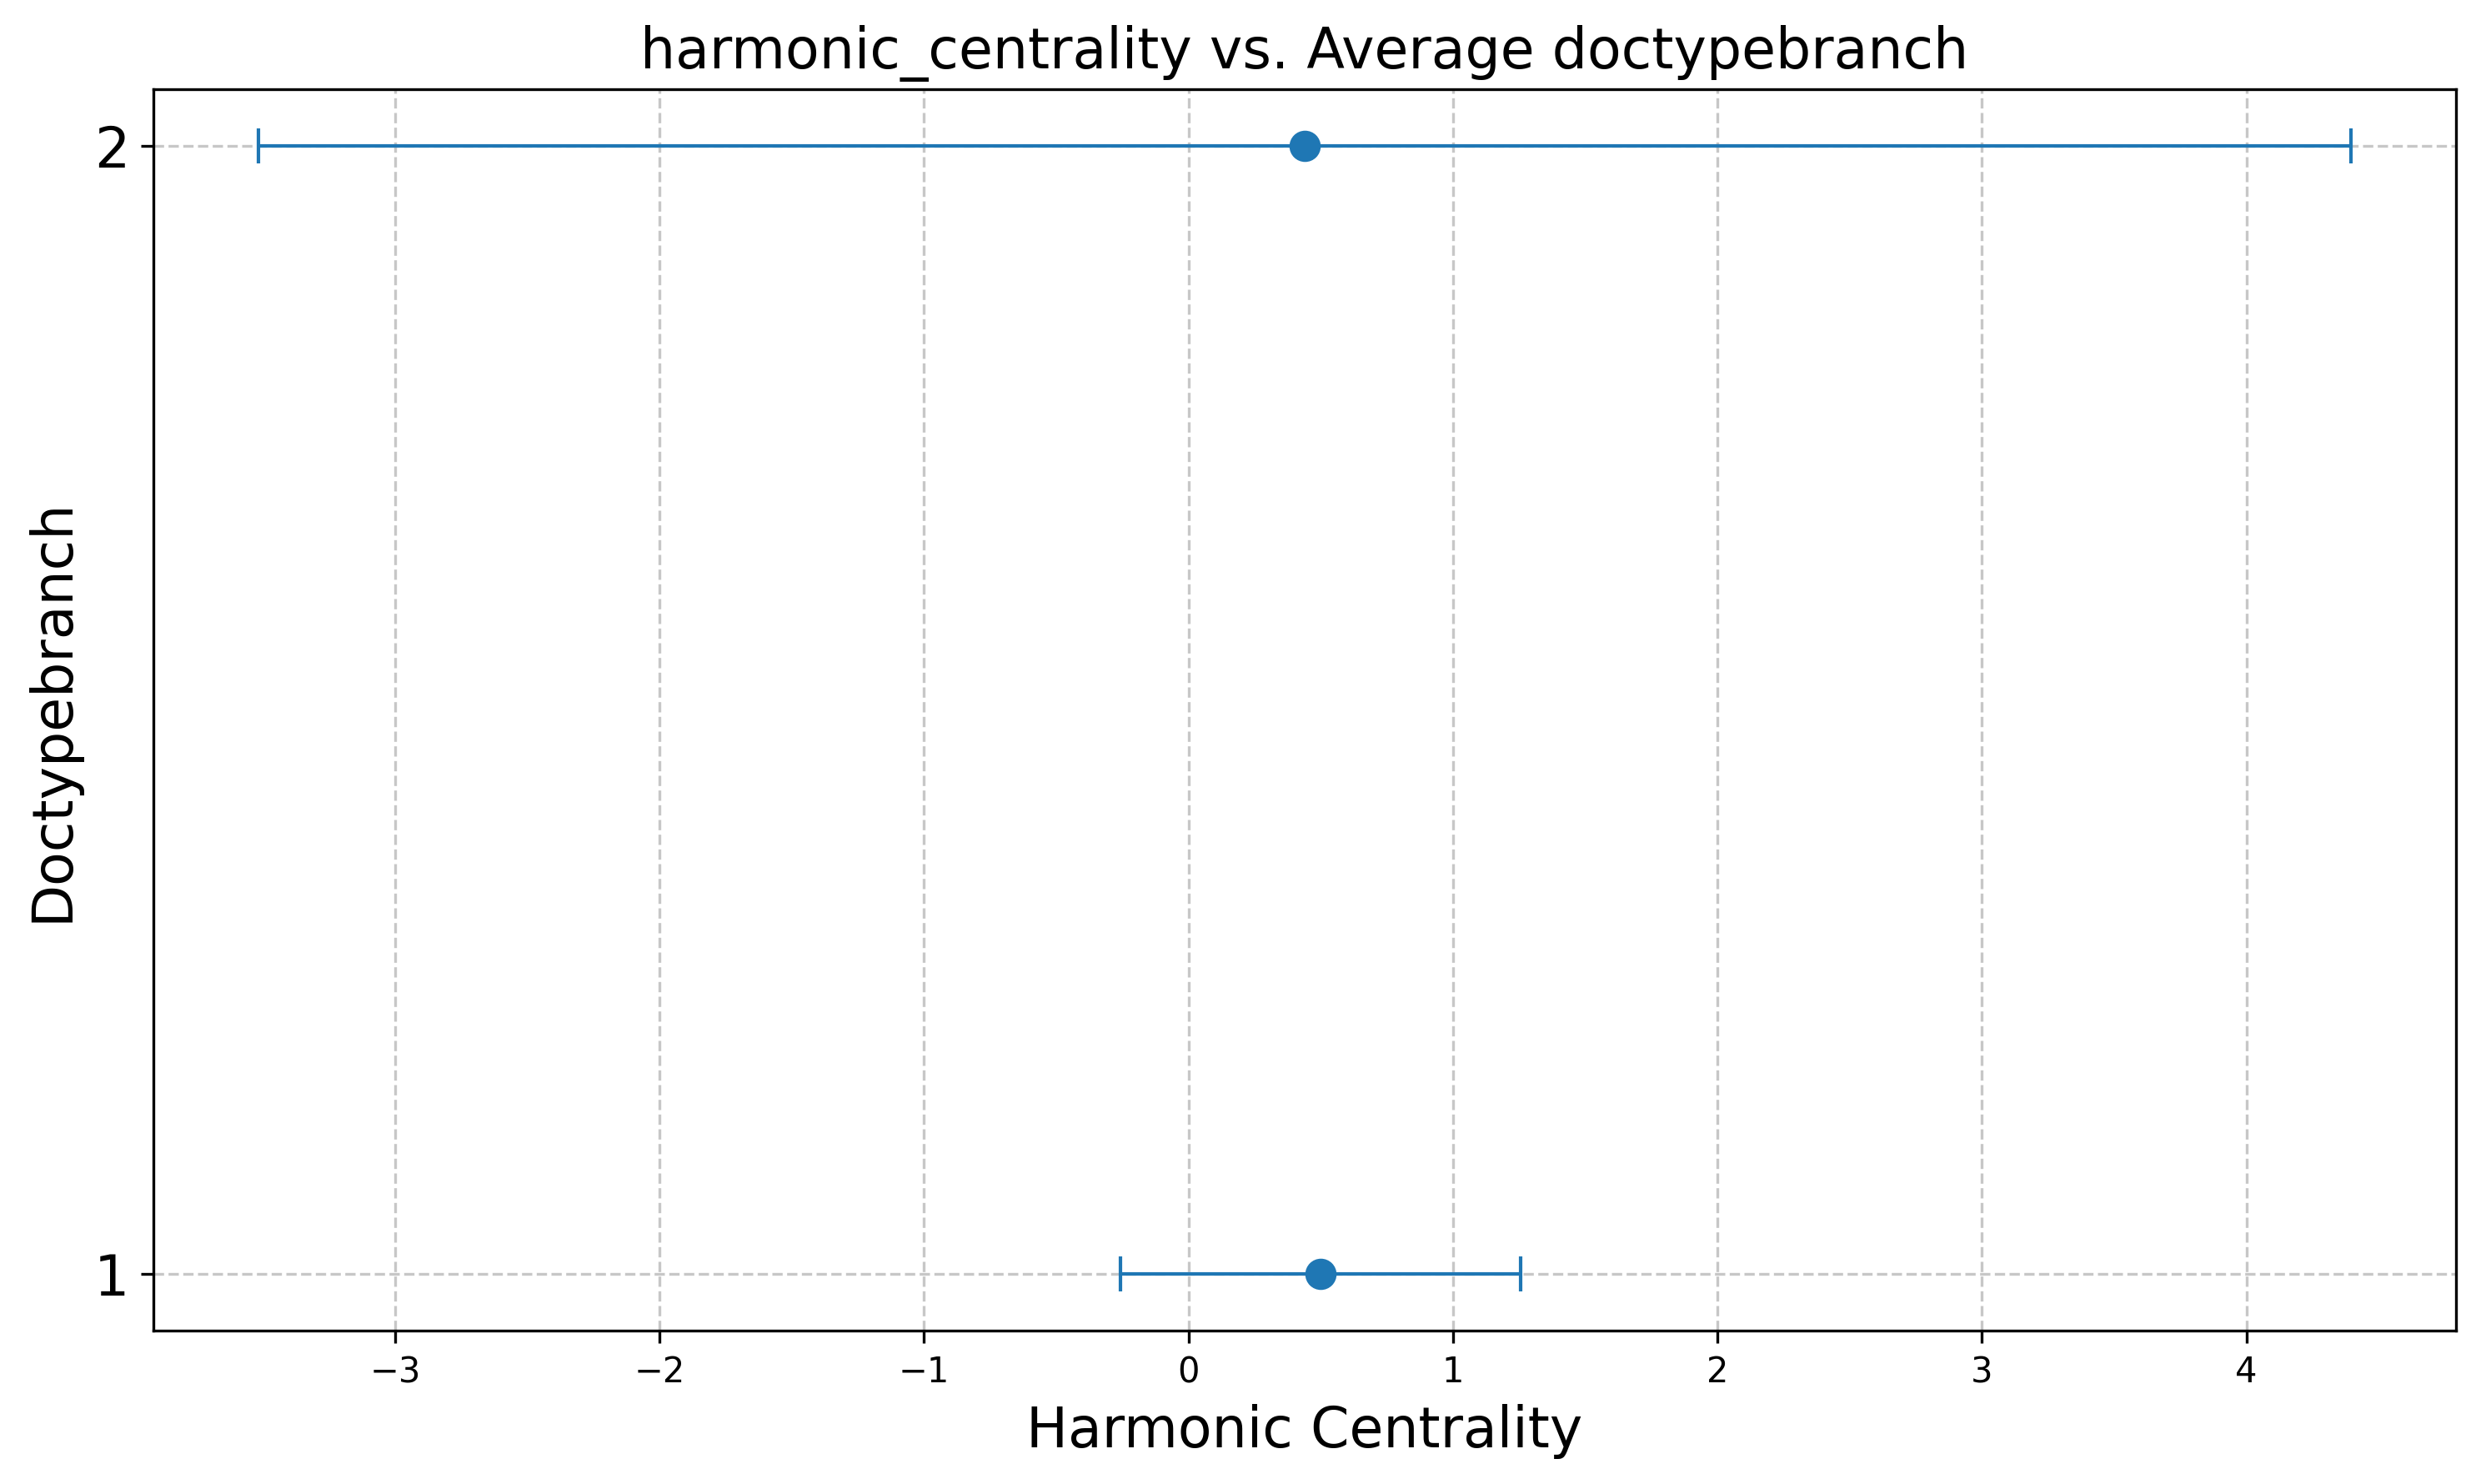 harmonic_centrality vs. Average doctypebranch
2
Doctypebranch
1
−3 −2 −1 0 1 2 3 4
Harmonic Centrality